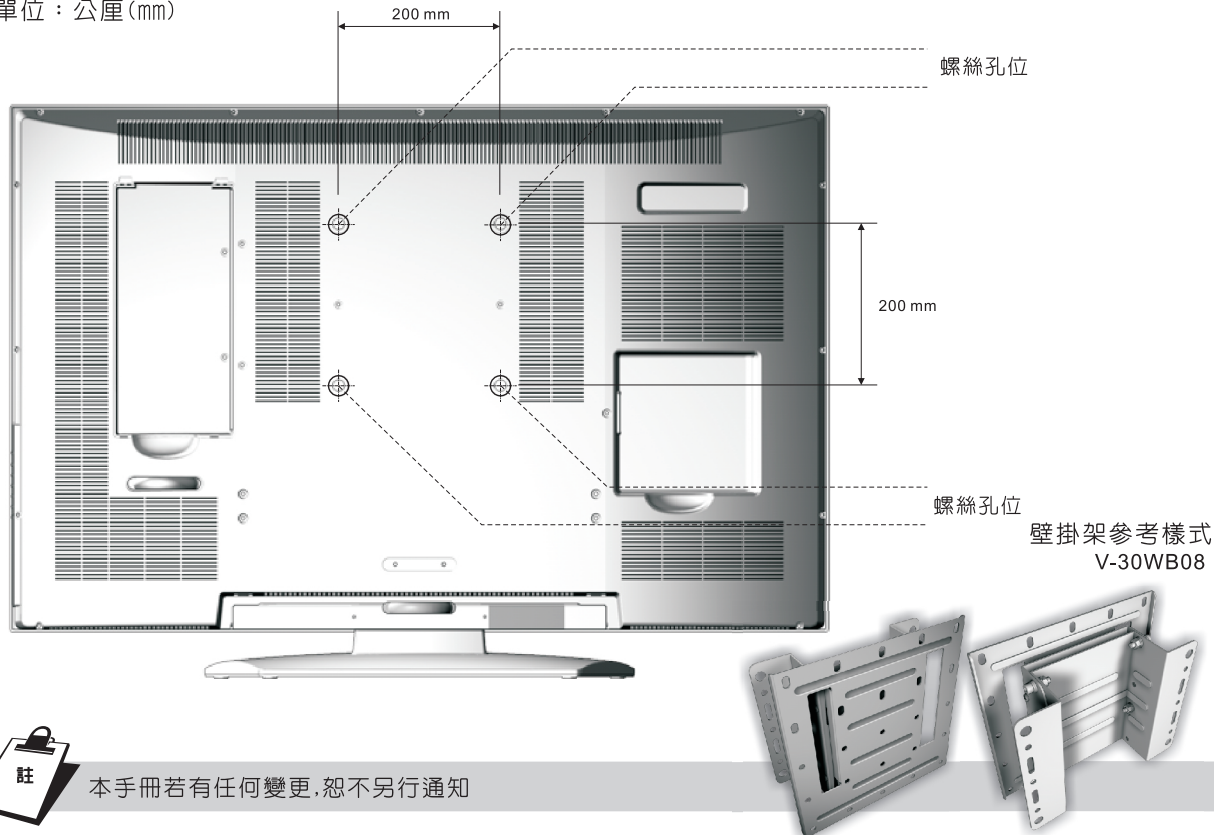 單位：公厘(mm)
200 mm
螺絲孔位
200 mm
螺絲孔位
壁掛架參考樣式
V-30WB08
註
本手冊若有任何變更,恕不另行通知